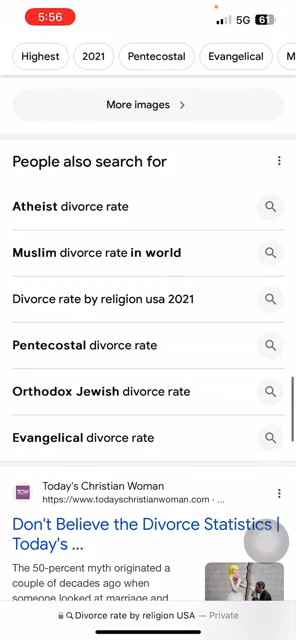 5:56
5G
61
Highest
2021
Pentecostal
Evangelical
M
More images
People also search for
Atheist divorce rate
Muslim divorce rate in world
Divorce rate by religion usa 2021
Pentecostal divorce rate
Orthodox Jewish divorce rate
Evangelical divorce rate
TCW
Today's Christian Woman
https://www.todayschristianwoman.com › ...
Don't Believe the Divorce Statistics |
Today's ...
The 50-percent myth originated a
couple of decades ago when
someone looked at marriage and
Divorce rate by religion USA — Private